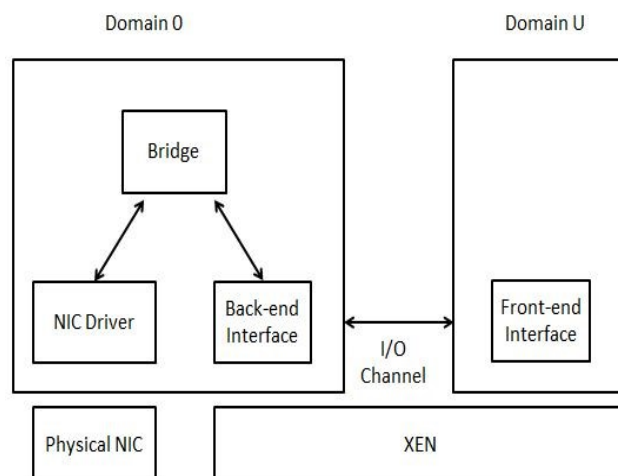 Domain 0
Domain U
Bridge
NIC Driver
Back-end
Interface
Front-end
Interface
I/O
Channel
Physical NIC
XEN